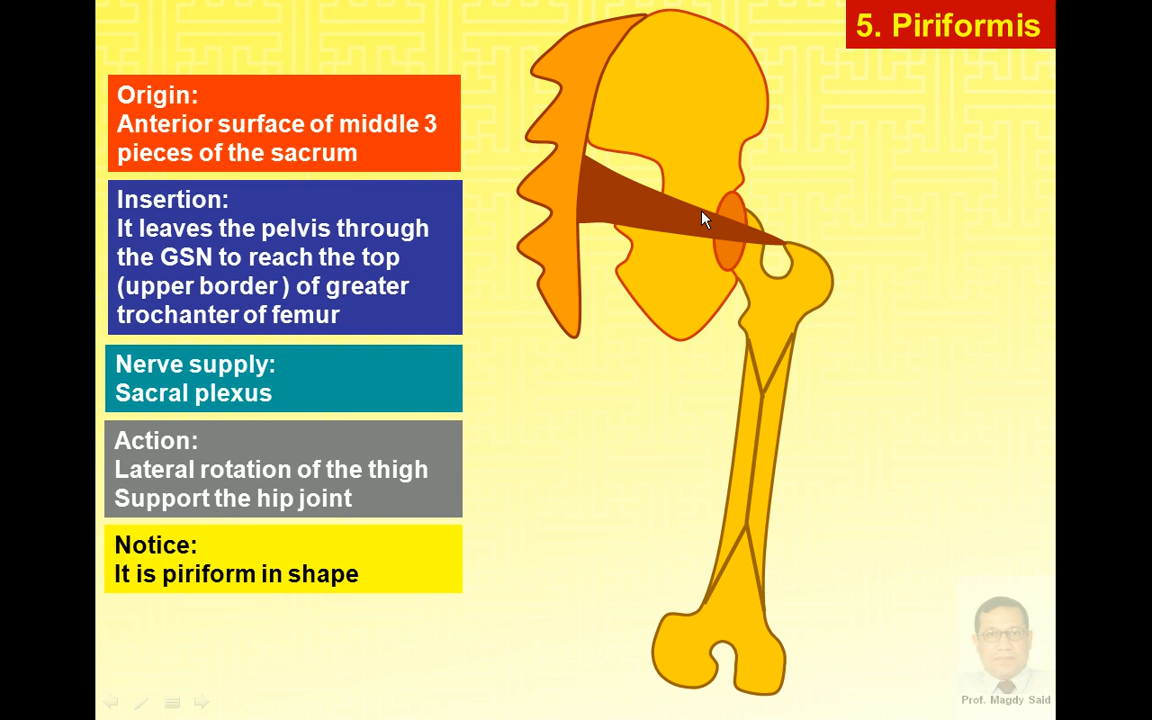 5. Piriformis
Origin:
Anterior surface of middle 3
pieces of the sacrum
Insertion:
It leaves the pelvis through
the GSN to reach the top
(upper border ) of greater
trochanter of femur
Nerve supply:
Sacral plexus
Action:
Lateral rotation of the thigh
Support the hip joint
Notice:
It is piriform in shape
Prof. Magdy Said